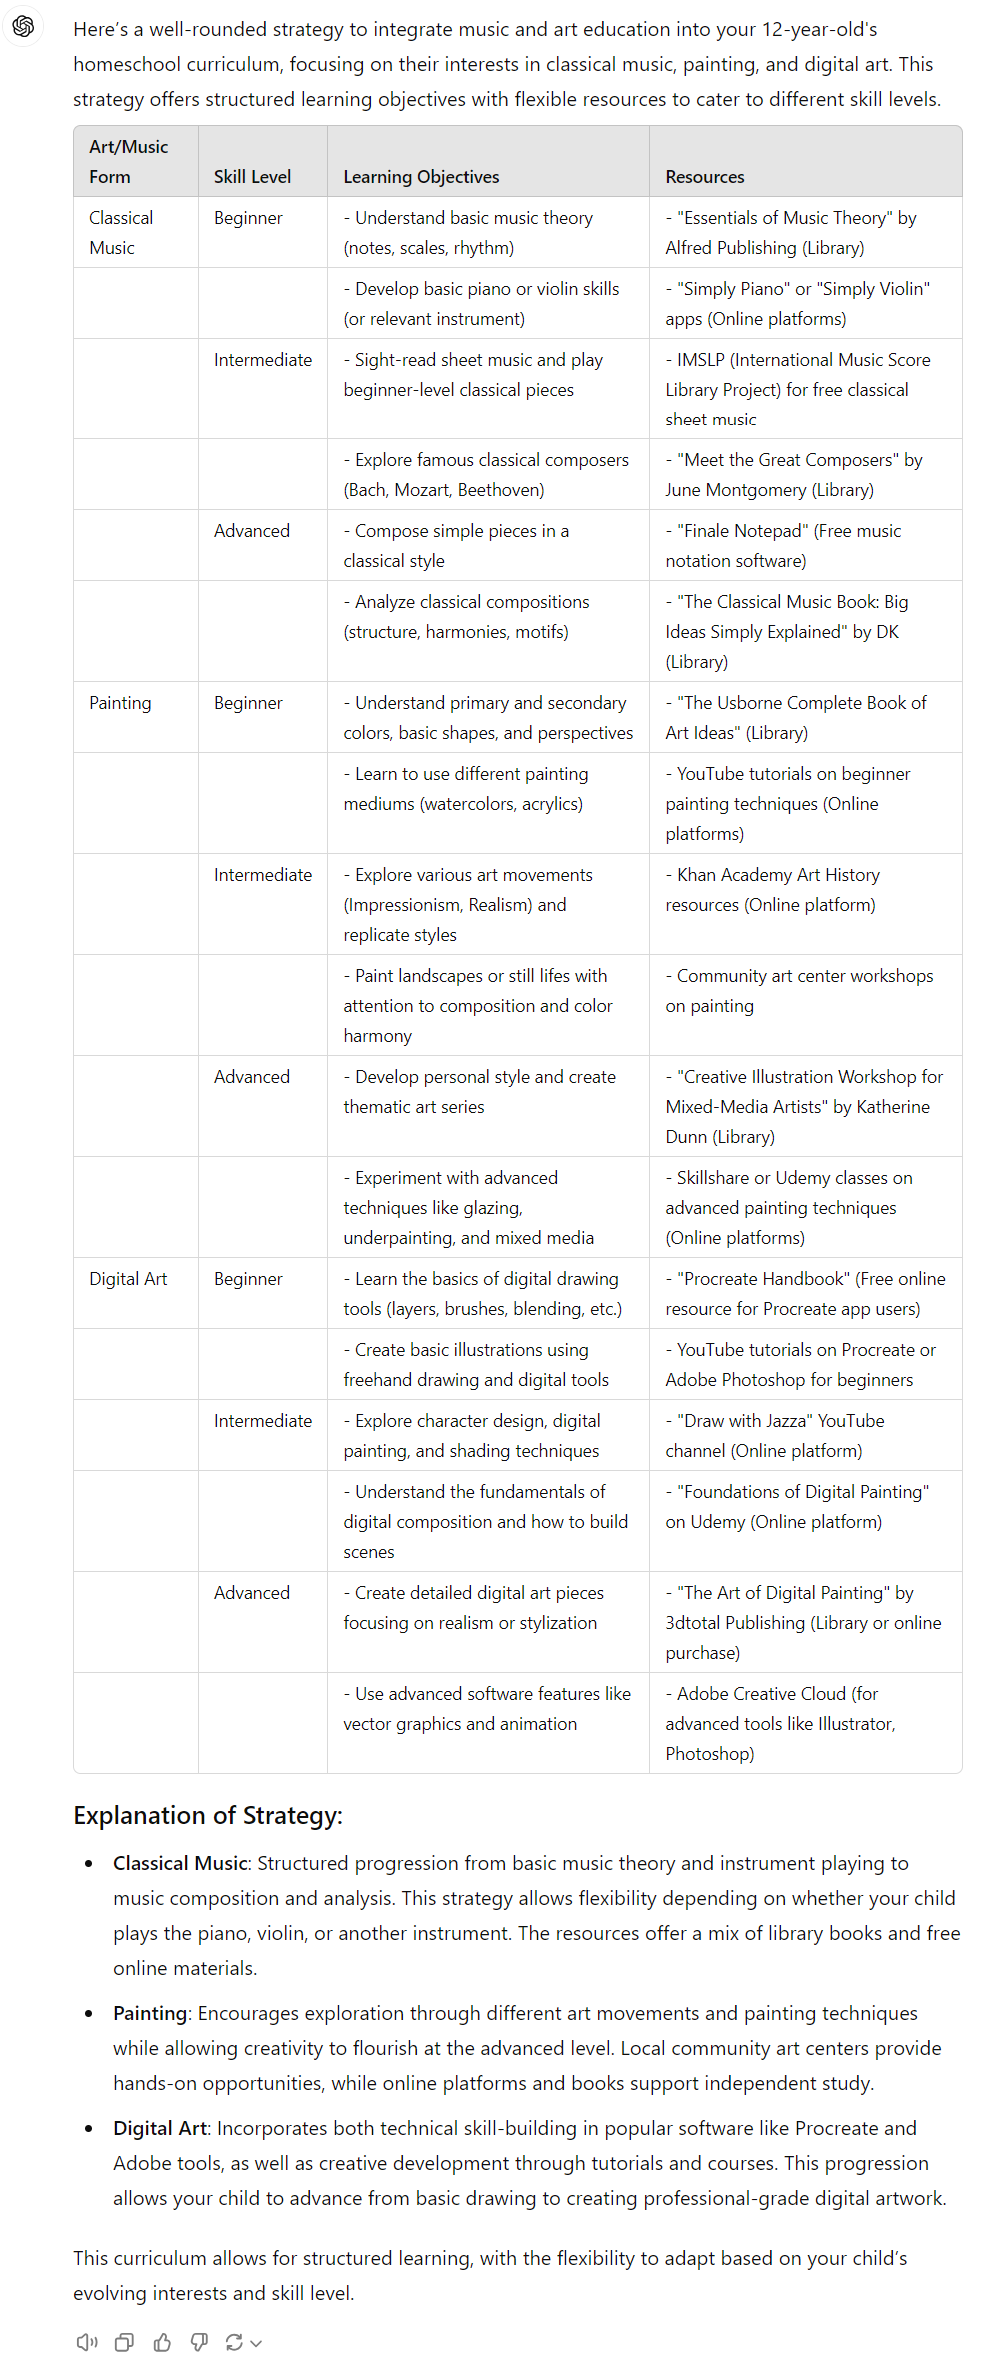 Here's a well-rounded strategy to integrate music and art education into your 12-year-old's
homeschool curriculum, focusing on their interests in classical music, painting, and digital art. This
strategy offers structured learning objectives with flexible resources to cater to different skill levels.
Art/Music
Form
Skill Level
Learning Objectives
Resources
Classical
Music
Beginner
- Understand basic music theory
(notes, scales, rhythm)
- "Essentials of Music Theory" by
Alfred Publishing (Library)
- Develop basic piano or violin skills
(or relevant instrument)
- "Simply Piano" or "Simply Violin"
apps (Online platforms)
Intermediate
- Sight-read sheet music and play
beginner-level classical pieces
- IMSLP (International Music Score
Library Project) for free classical
sheet music
- Explore famous classical composers
(Bach, Mozart, Beethoven)
- "Meet the Great Composers" by
June Montgomery (Library)
Advanced
- Compose simple pieces in a
classical style
- "Finale Notepad" (Free music
notation software)
- Analyze classical compositions
(structure, harmonies, motifs)
- "The Classical Music Book: Big
Ideas Simply Explained" by DK
(Library)
Painting
Beginner
- Understand primary and secondary
colors, basic shapes, and perspectives
- "The Usborne Complete Book of
Art Ideas" (Library)
- Learn to use different painting
mediums (watercolors, acrylics)
- YouTube tutorials on beginner
painting techniques (Online
platforms)
Intermediate
- Explore various art movements
(Impressionism, Realism) and
replicate styles
- Khan Academy Art History
resources (Online platform)
- Paint landscapes or still lifes with
attention to composition and color
harmony
- Community art center workshops
on painting
Advanced
- Develop personal style and create
thematic art series
- "Creative Illustration Workshop for
Mixed-Media Artists" by Katherine
Dunn (Library)
- Experiment with advanced
techniques like glazing,
underpainting, and mixed media
- Skillshare or Udemy classes on
advanced painting techniques
(Online platforms)
Digital Art
Beginner
- Learn the basics of digital drawing
tools (layers, brushes, blending, etc.)
- "Procreate Handbook" (Free online
resource for Procreate app users)
- Create basic illustrations using
freehand drawing and digital tools
- YouTube tutorials on Procreate or
Adobe Photoshop for beginners
Intermediate
- Explore character design, digital
painting, and shading techniques
- "Draw with Jazza" YouTube
channel (Online platform)
- Understand the fundamentals of
digital composition and how to build
scenes
- "Foundations of Digital Painting"
on Udemy (Online platform)
Advanced
- Create detailed digital art pieces
focusing on realism or stylization
- "The Art of Digital Painting" by
3dtotal Publishing (Library or online
purchase)
- Use advanced software features like
vector graphics and animation
- Adobe Creative Cloud (for
advanced tools like Illustrator,
Photoshop)
Explanation of Strategy:
• Classical Music: Structured progression from basic music theory and instrument playing to
music composition and analysis. This strategy allows flexibility depending on whether your child
plays the piano, violin, or another instrument. The resources offer a mix of library books and free
online materials.
• Painting: Encourages exploration through different art movements and painting techniques
while allowing creativity to flourish at the advanced level. Local community art centers provide
hands-on opportunities, while online platforms and books support independent study.
• Digital Art: Incorporates both technical skill-building in popular software like Procreate and
Adobe tools, as well as creative development through tutorials and courses. This progression
allows your child to advance from basic drawing to creating professional-grade digital artwork.
This curriculum allows for structured learning, with the flexibility to adapt based on your child's
evolving interests and skill level.